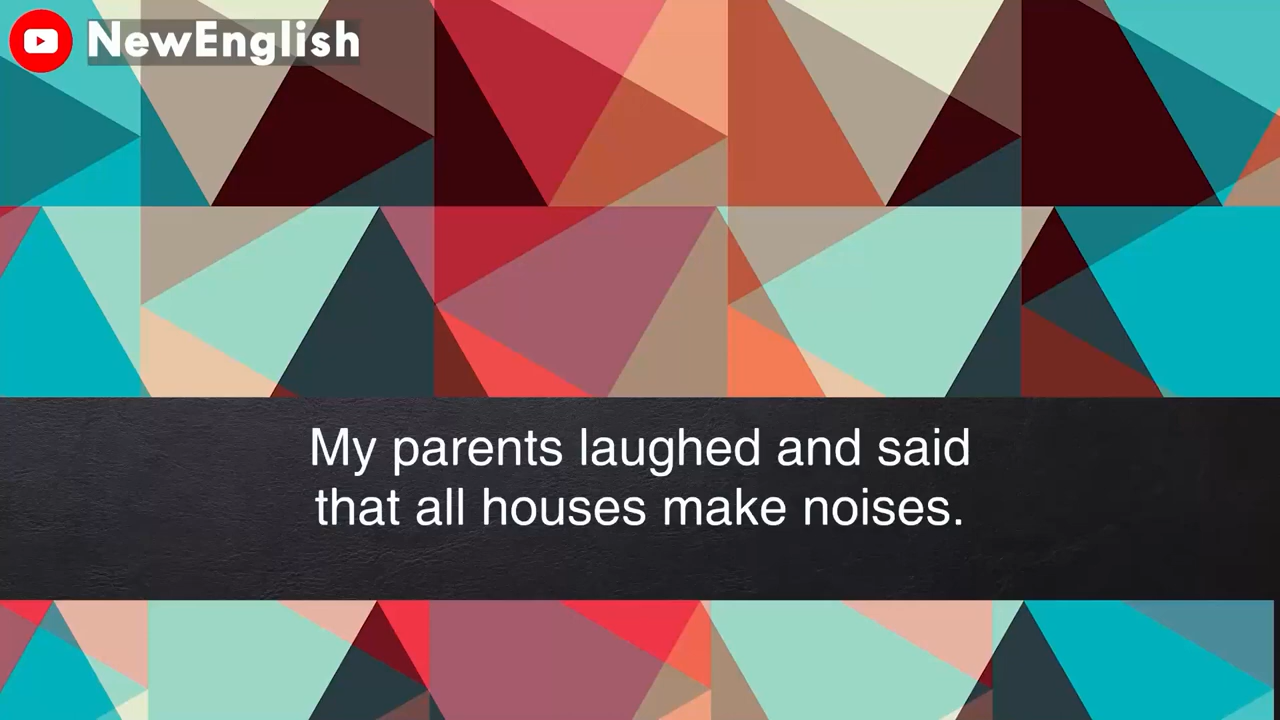 NewEnglish
My parents laughed and said
that all houses make noises.